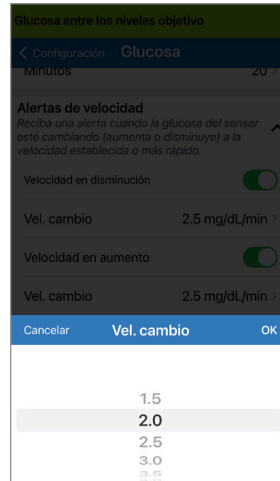 Glucosa entre los niveles objetivo
Configuración Glucosa
Minutos 20
Alertas de velocidad
Reciba una alerta cuando la glucosa del sensor
esté cambiando (aumenta o disminuye) a la
velocidad establecida o más rápido.
Velocidad en disminución
Vel. cambio 2.5 mg/dL/min
Velocidad en aumento
Vel. cambio 2.5 mg/dL/min
Cancelar Vel. cambio OK
1.5
2.0
2.5
3.0
3.5